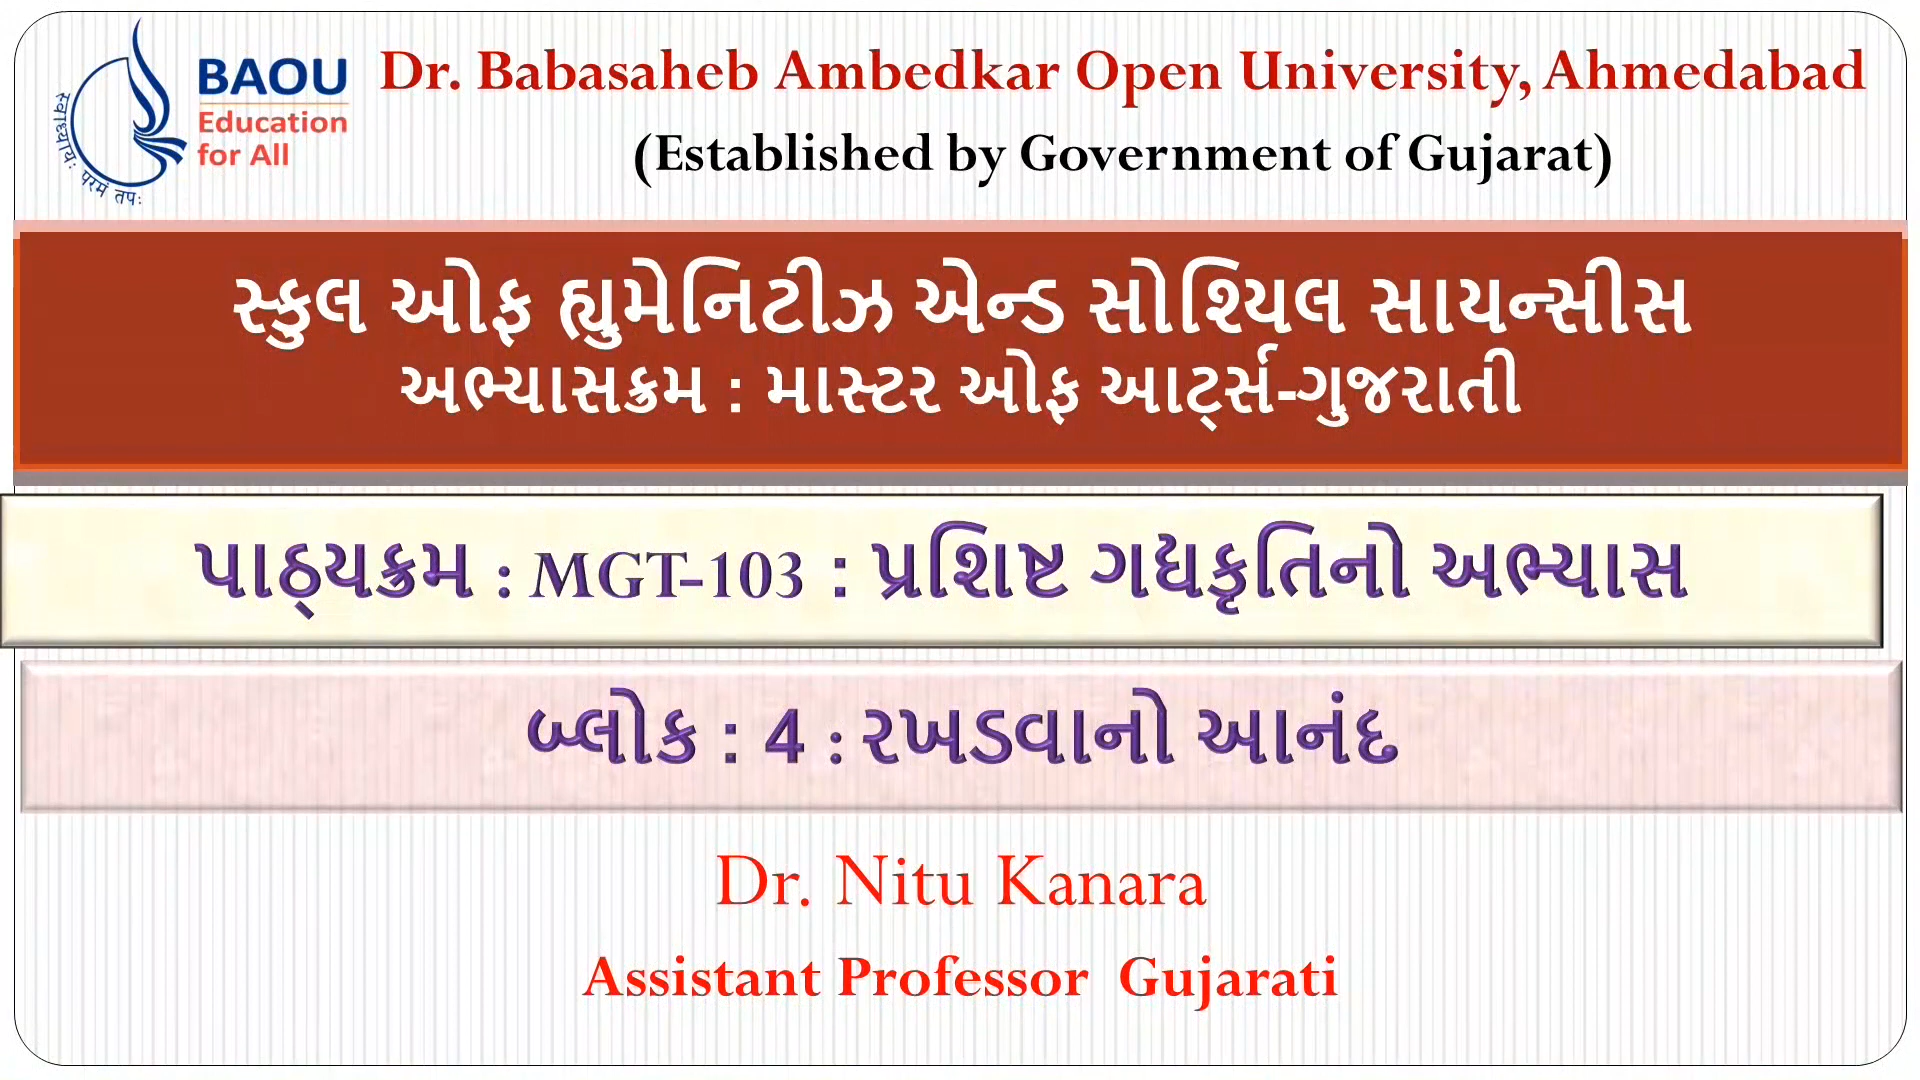 स्वाध्यायः परमं तपः
BAOU
Education
for All
Dr. Babasaheb Ambedkar Open University, Ahmedabad
(Established by Government of Gujarat)
સ્કુલ ઓફ હ્યુમેનિટીઝ એન્ડ સોશ્યિલ સાયન્સીસ
અભ્યાસક્રમ : માસ્ટર ઓફ આર્ટ્સ-ગુજરાતી
પાઠ્યક્રમ : MGT-103 : પ્રશિષ્ટ ગદ્યકૃતિનો અભ્યાસ
બ્લોક : 4 : રખડવાનો આનંદ
Dr. Nitu Kanara
Assistant Professor Gujarati